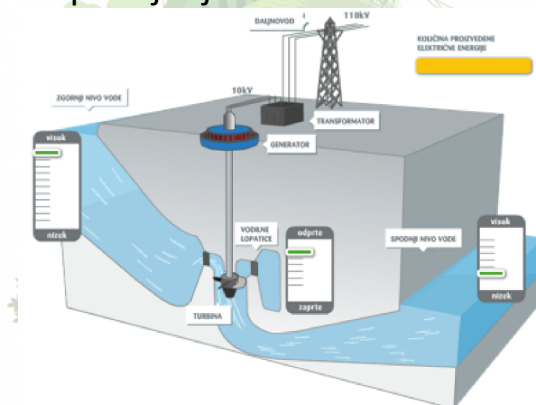 DALJNOVOD
110kV
KOLIČINA PROIZVEDENE
ELEKTRIČNE ENERGIJE
10kV
ZGORNJI NIVO VODE
TRANSFORMATOR
GENERATOR
visok
nizek
VODILNE
LOPATICE
odprte
zaprte
SPODNJI NIVO VODE
visok
nizek
TURBINA